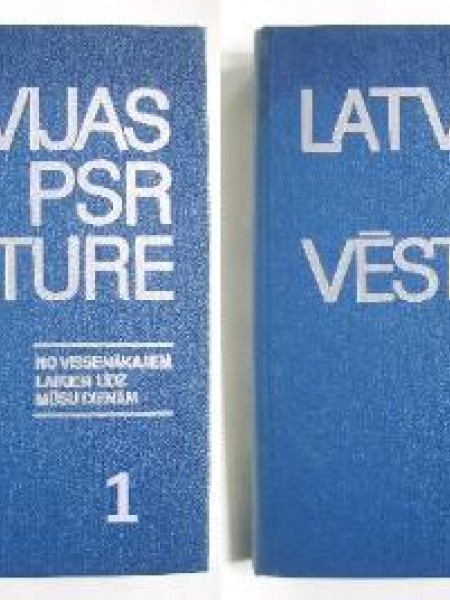 VIJAS
PSR
TURE
NO VISSENĀKAJIEM
LAIKIEM LĪDZ
MŪSU DIENĀM
1
LATV
VĒST